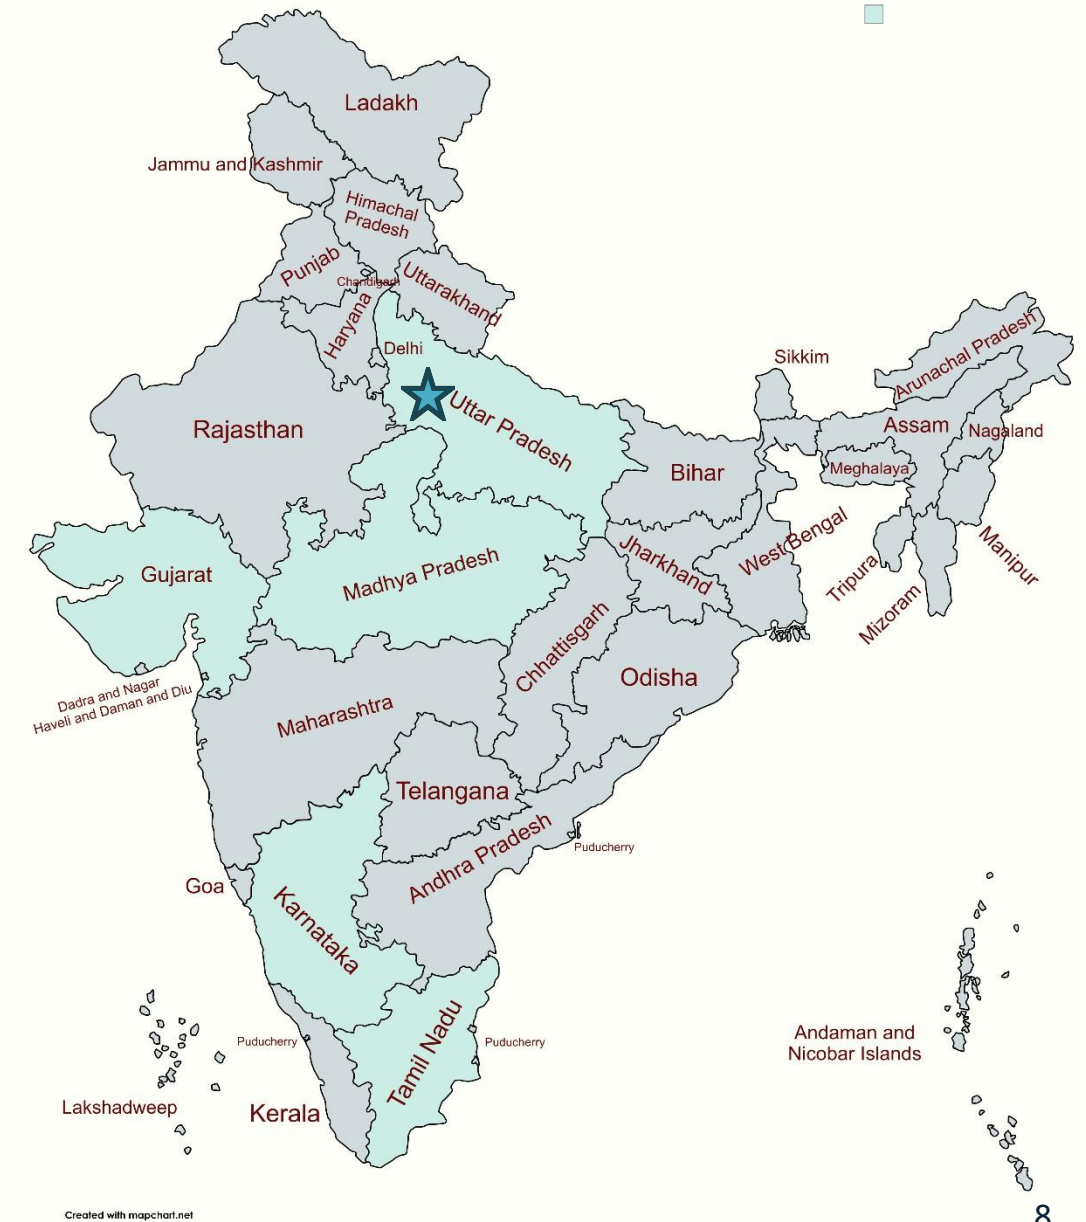 Ladakh
Jammu and Kashmir
Himachal
Pradesh
Punjab
Chandigarh
Uttarakhand
Haryana
Delhi
Sikkim
Arunachal Pradesh
Rajasthan
Uttar Pradesh
Assam
Nagaland
Bihar
Meghalaya
Gujarat
Madhya Pradesh
Jharkhand
West Bengal
Tripura
Manipur
Mizoram
Chhattisgarh
Odisha
Dadra and Nagar
Haveli and Daman and Diu
Maharashtra
Telangana
Andhra Pradesh
Puducherry
Goa
Karnataka
Puducherry
Tamil Nadu
Puducherry
Andaman and
Nicobar Islands
Lakshadweep
Kerala
Created with mapchart.net
8